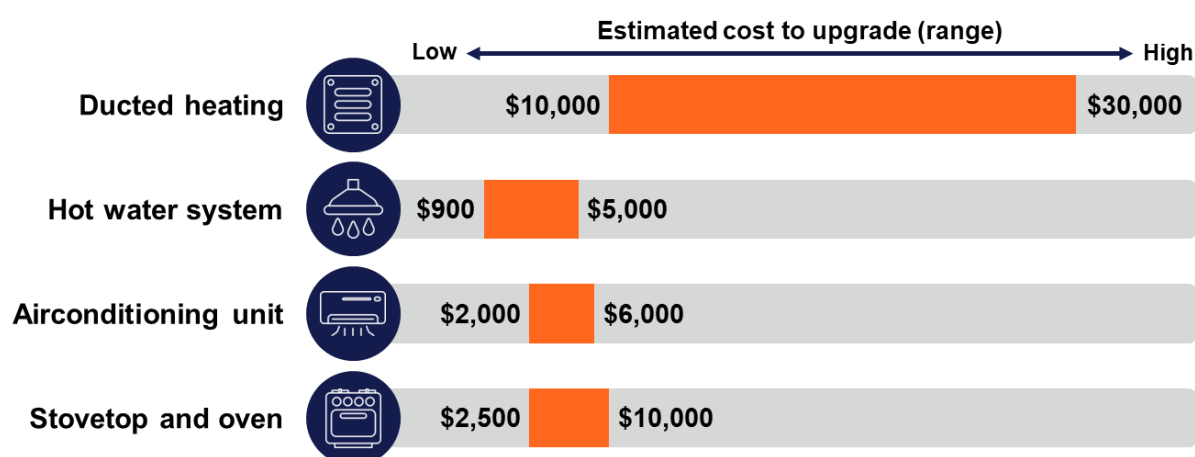 Estimated cost to upgrade (range)
Low High
Ducted heating $10,000 $30,000
Hot water system $900 $5,000
Airconditioning unit $2,000 $6,000
Stovetop and oven $2,500 $10,000